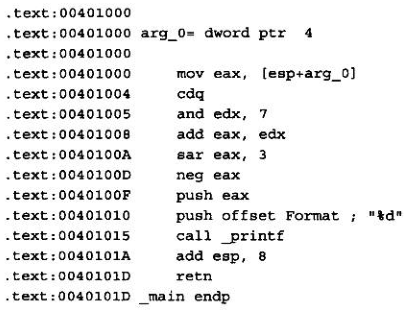 .text:00401000
.text:00401000 arg_0= dword ptr 4
.text:00401000
.text:00401000 mov eax, [esp+arg_0]
.text:00401004 cdq
.text:00401005 and edx, 7
.text:00401008 add eax, edx
.text:0040100A sar eax, 3
.text:0040100D neg eax
.text:0040100F push eax
.text:00401010 push offset Format ; "%d"
.text:00401015 call _printf
.text:0040101A add esp, 8
.text:0040101D retn
.text:0040101D _main endp